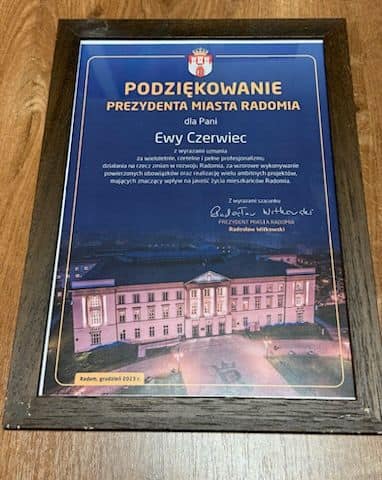 PODZIĘKOWANIE
PREZYDENTA MIASTA RADOMIA
dla Pani
Ewy Czerwiec
z wyrazami uznania
za wieloletnie, rzetelne i pełne profesjonalizmu
działania na rzecz zmian w rozwoju Radomia, za wzorowe wykonywanie
powierzonych obowiązków oraz realizację wielu ambitnych projektów,
mających znaczący wpływ na jakość życia mieszkańców Radomia.
Z wyrazami szacunku
Radosław Witkowski
PREZYDENT MIASTA RADOMIA
Radosław Witkowski
Radom, grudzień 2023 r.